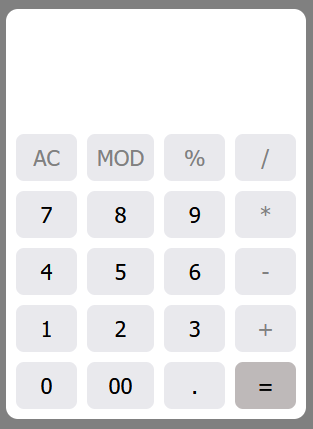 AC MOD % /
7 8 9 *
4 5 6 -
1 2 3 +
0 00 . =